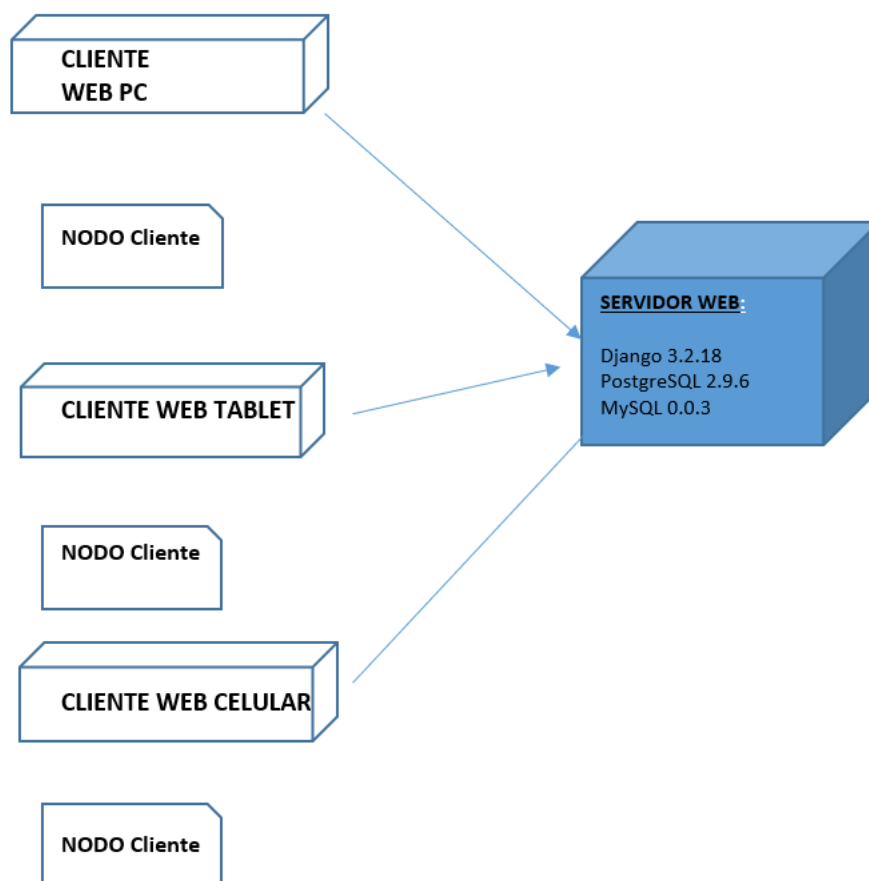 CLIENTE
WEB PC
NODO Cliente
CLIENTE WEB TABLET
NODO Cliente
CLIENTE WEB CELULAR
NODO Cliente
SERVIDOR WEB:
Django 3.2.18
PostgreSQL 2.9.6
MySQL 0.0.3